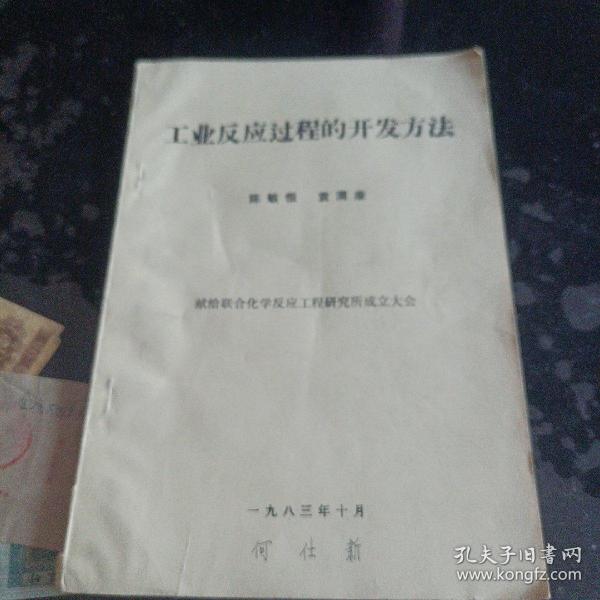 工业反应过程的开发方法
陈敏恒 袁渭康
献给联合化学反应工程研究所成立大会
一九八三年十月
何仕新
孔夫子旧书网
www.kongfz.com